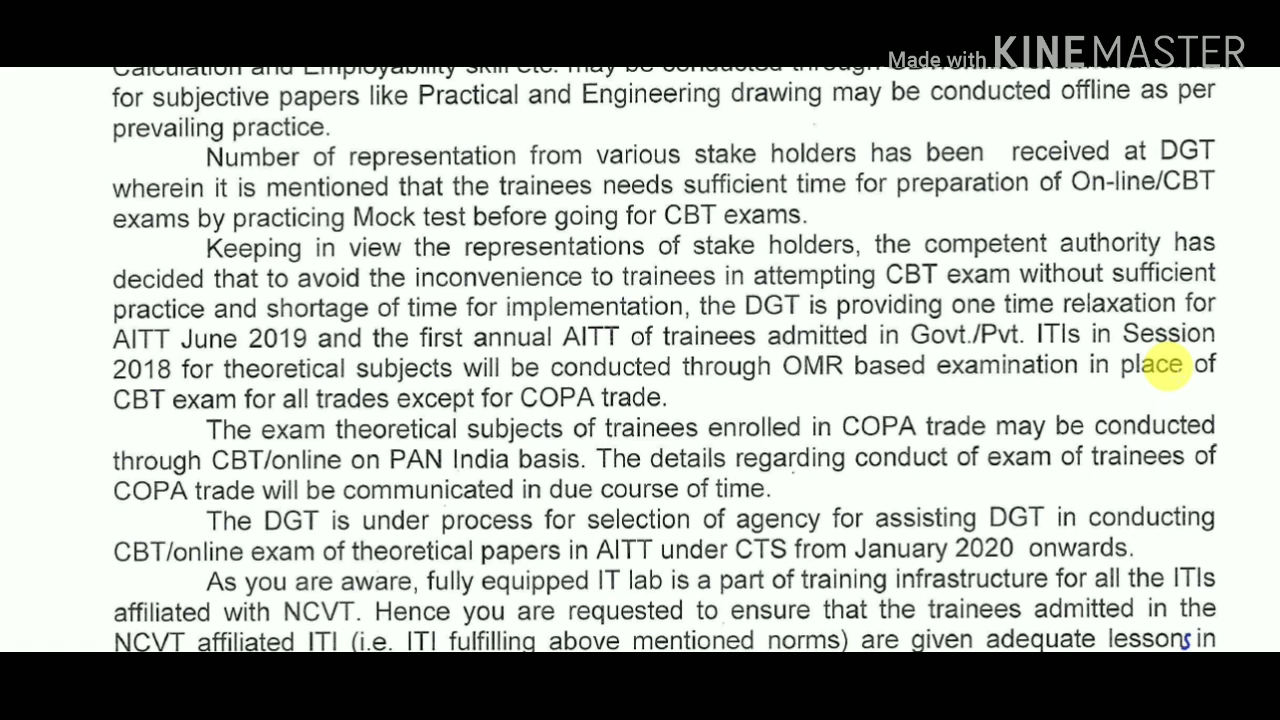 Made with KINEMASTER
Calculation and Employability skill etc. may be conducted through
for subjective papers like Practical and Engineering drawing may be conducted offline as per
prevailing practice.
Number of representation from various stake holders has been received at DGT
wherein it is mentioned that the trainees needs sufficient time for preparation of On-line/CBT
exams by practicing Mock test before going for CBT exams.
Keeping in view the representations of stake holders, the competent authority has
decided that to avoid the inconvenience to trainees in attempting CBT exam without sufficient
practice and shortage of time for implementation, the DGT is providing one time relaxation for
AITT June 2019 and the first annual AITT of trainees admitted in Govt./Pvt. ITIs in Session
2018 for theoretical subjects will be conducted through OMR based examination in place of
CBT exam for all trades except for COPA trade.
The exam theoretical subjects of trainees enrolled in COPA trade may be conducted
through CBT/online on PAN India basis. The details regarding conduct of exam of trainees of
COPA trade will be communicated in due course of time.
The DGT is under process for selection of agency for assisting DGT in conducting
CBT/online exam of theoretical papers in AITT under CTS from January 2020 onwards.
As you are aware, fully equipped IT lab is a part of training infrastructure for all the ITIs
affiliated with NCVT. Hence you are requested to ensure that the trainees admitted in the
NCVT affiliated ITI (i.e. ITI fulfilling above mentioned norms) are given adequate lessons in